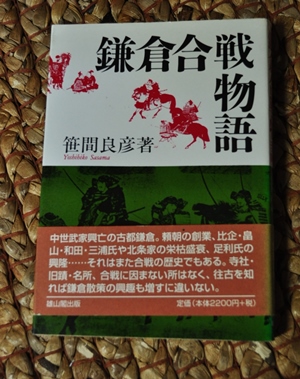 鎌倉合戦物語
笹間良彦著
Yoshihiko Sasama
中世武家興亡の古都鎌倉。頼朝の創業、比企・畠
山・和田・三浦氏や北条家の栄枯盛衰、足利氏の
興隆……それはまた合戦の歴史でもある。寺社・
旧蹟・名所、合戦に因まない所はなく、往古を知
れば鎌倉散策の興趣も増すに違いない。
雄山閣出版
定価（本体2200円+税）